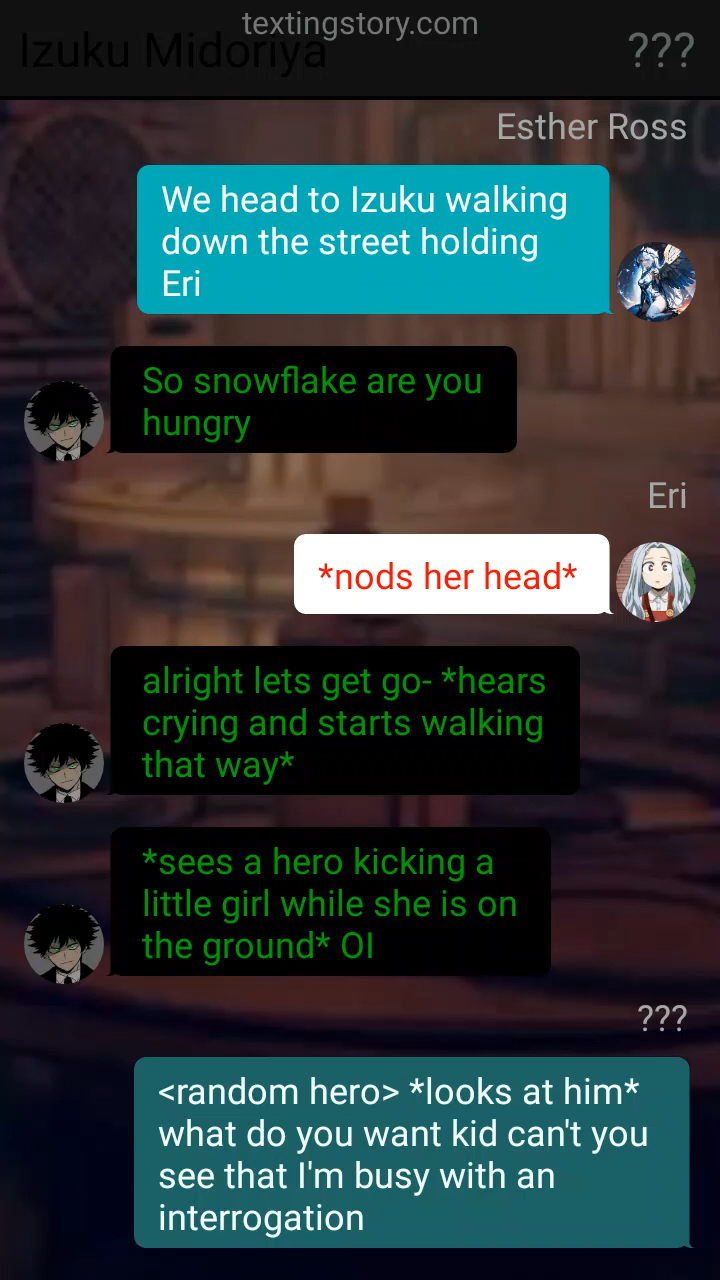 textingstory.com
Izuku Midoriya
???
Esther Ross
We head to Izuku walking
down the street holding
Eri
So snowflake are you
hungry
Eri
*nods her head*
alright lets get go- *hears
crying and starts walking
that way*
*sees a hero kicking a
little girl while she is on
the ground* OI
???
<random hero> *looks at him*
what do you want kid can't you
see that I'm busy with an
interrogation